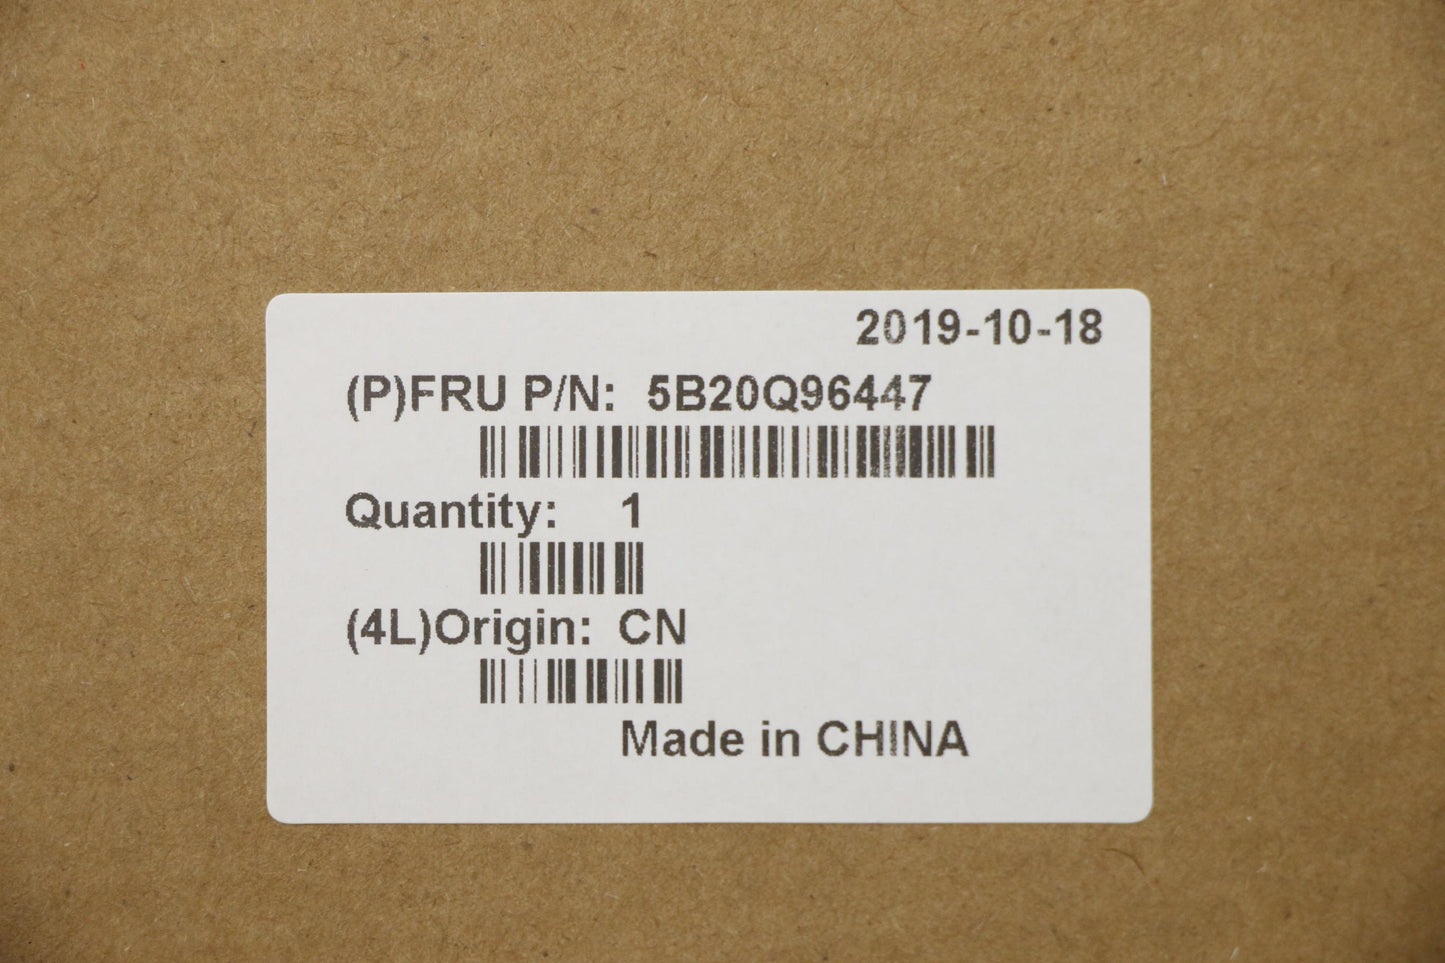 2019-10-18
(P)FRU P/N: 5B20Q96447
Quantity: 1
(4L)Origin: CN
Made in CHINA